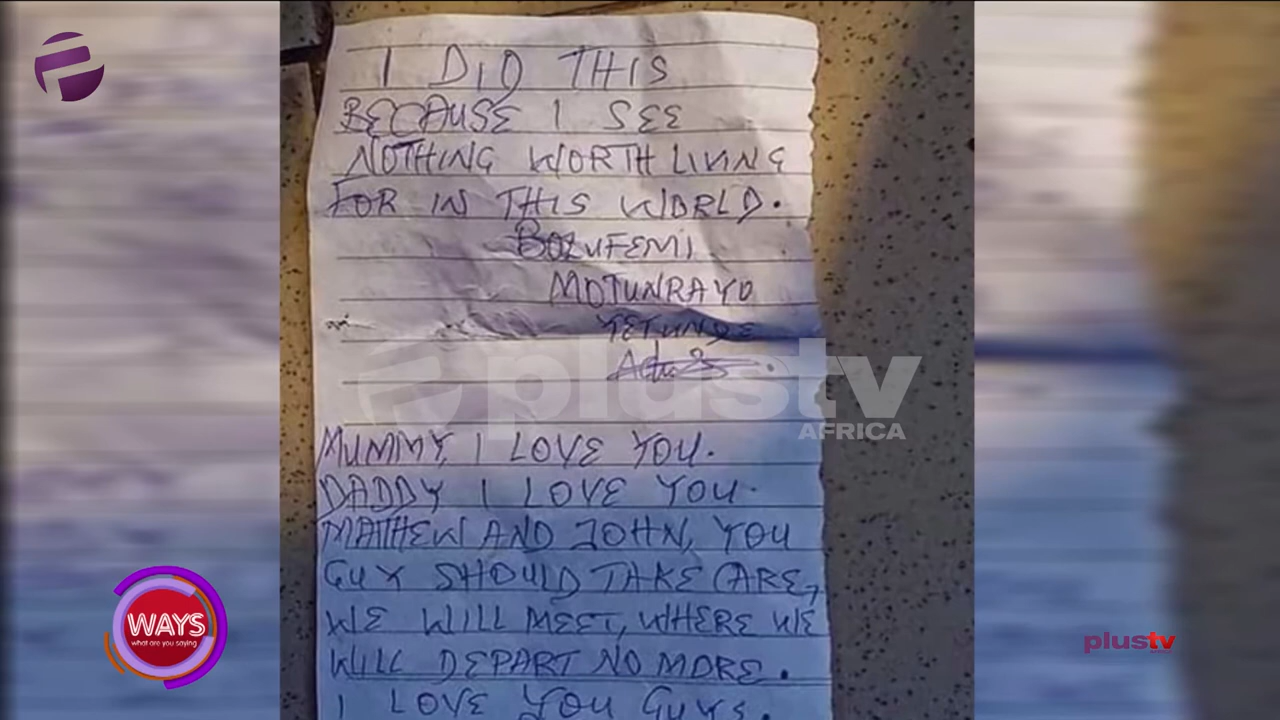 I DID THIS
BECAUSE I SEE
NOTHING WORTH LIVING
FOR IN THIS WORLD.
BOLUFEMI
MOTUNRAYO
YETUNDE
MUMMY, I LOVE YOU.
DADDY I LOVE YOU.
MATHEW AND JOHN, YOU
GUY SHOULD TAKE CARE,
WE WILL MEET, WHERE WE
WILL DEPART NO MORE.
I LOVE YOU GUYS.
plustv
AFRICA
WAYS
what are you saying
plustv